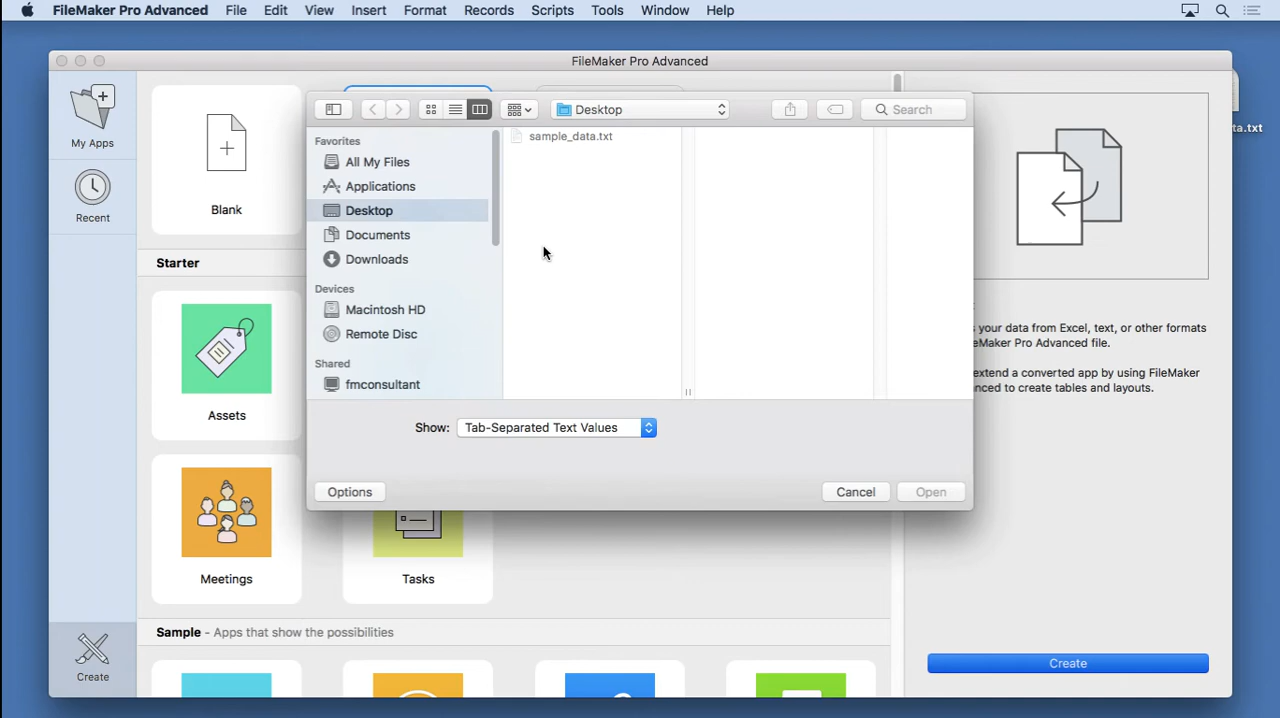 FileMaker Pro Advanced File Edit View Insert Format Records Scripts Tools Window Help
FileMaker Pro Advanced
My Apps
Recent
Create
Blank
Starter
Assets
Meetings
Tasks
Sample - Apps that show the possibilities
Desktop
Search
Favorites
All My Files
Applications
Desktop
Documents
Downloads
Devices
Macintosh HD
Remote Disc
Shared
fmconsultant
sample_data.txt
Show: Tab-Separated Text Values
Options
Cancel
Open
ta.txt
your data from Excel, text, or other formats
eMaker Pro Advanced file.
extend a converted app by using FileMaker
nced to create tables and layouts.
Create